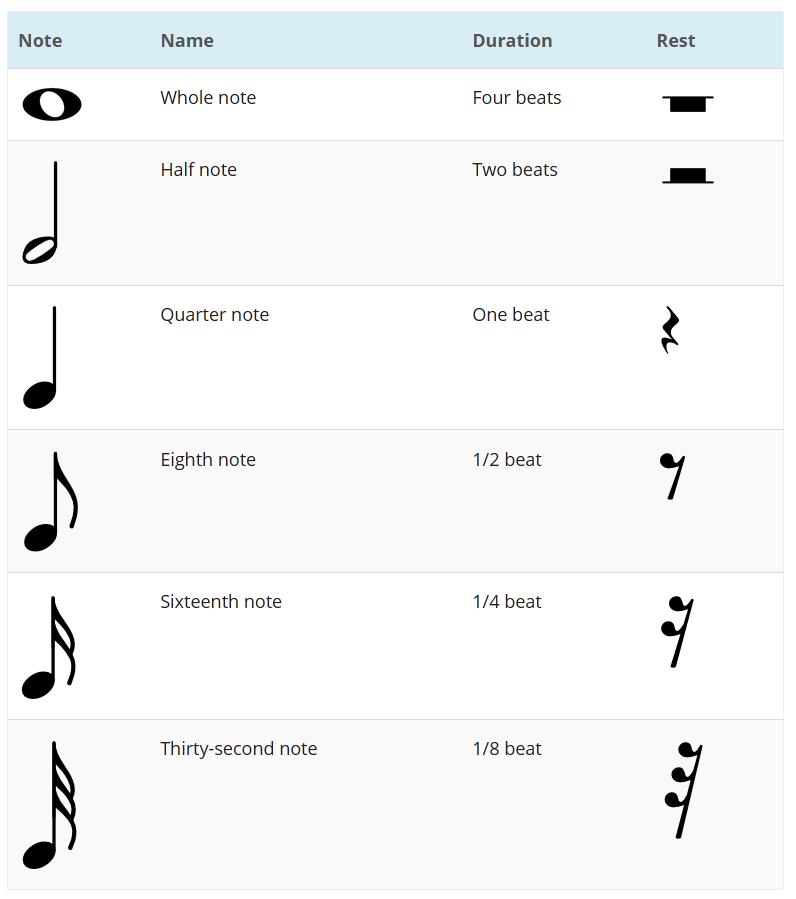 Note Name Duration Rest
Whole note Four beats
Half note Two beats
Quarter note One beat
Eighth note 1/2 beat
Sixteenth note 1/4 beat
Thirty-second note 1/8 beat